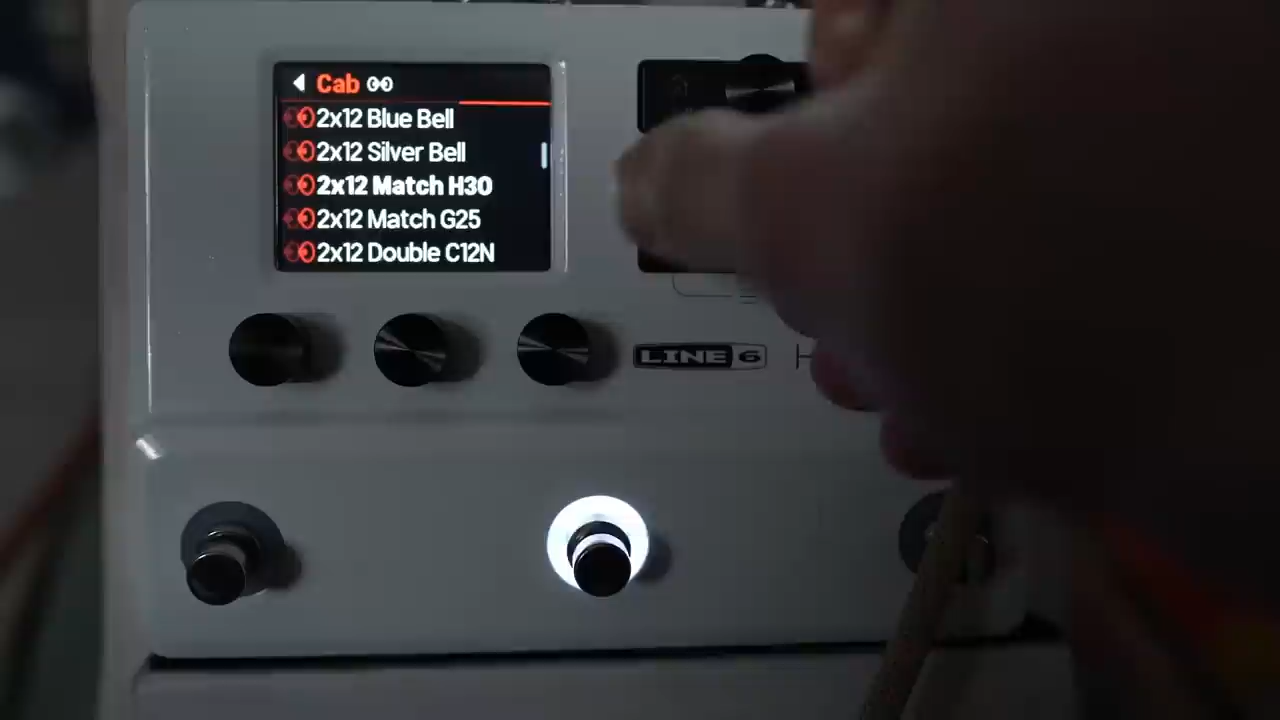 Cab
2x12 Blue Bell
2x12 Silver Bell
2x12 Match H30
2x12 Match G25
2x12 Double C12N
LINE 6
H